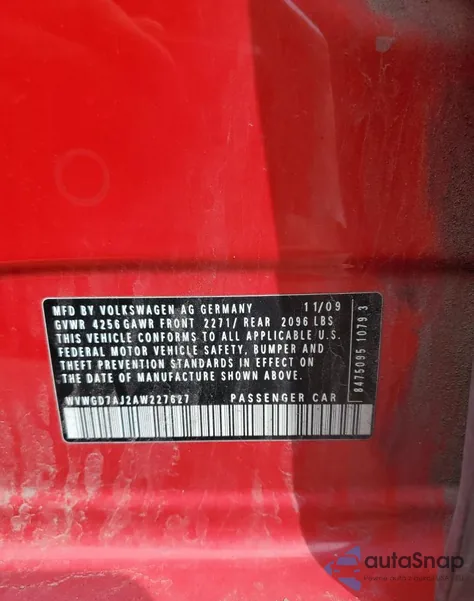 MFD BY VOLKSWAGEN AG GERMANY 11/09
GVWR 4256 GAWR FRONT 2271/ REAR 2096 LBS
THIS VEHICLE CONFORMS TO ALL APPLICABLE U.S.
FEDERAL MOTOR VEHICLE SAFETY, BUMPER AND
THEFT PREVENTION STANDARDS IN EFFECT ON
THE DATE OF MANUFACTURE SHOWN ABOVE.
WVWGD7AJ2AW227627 PASSENGER CAR
8475095 1079.3
autoSnap